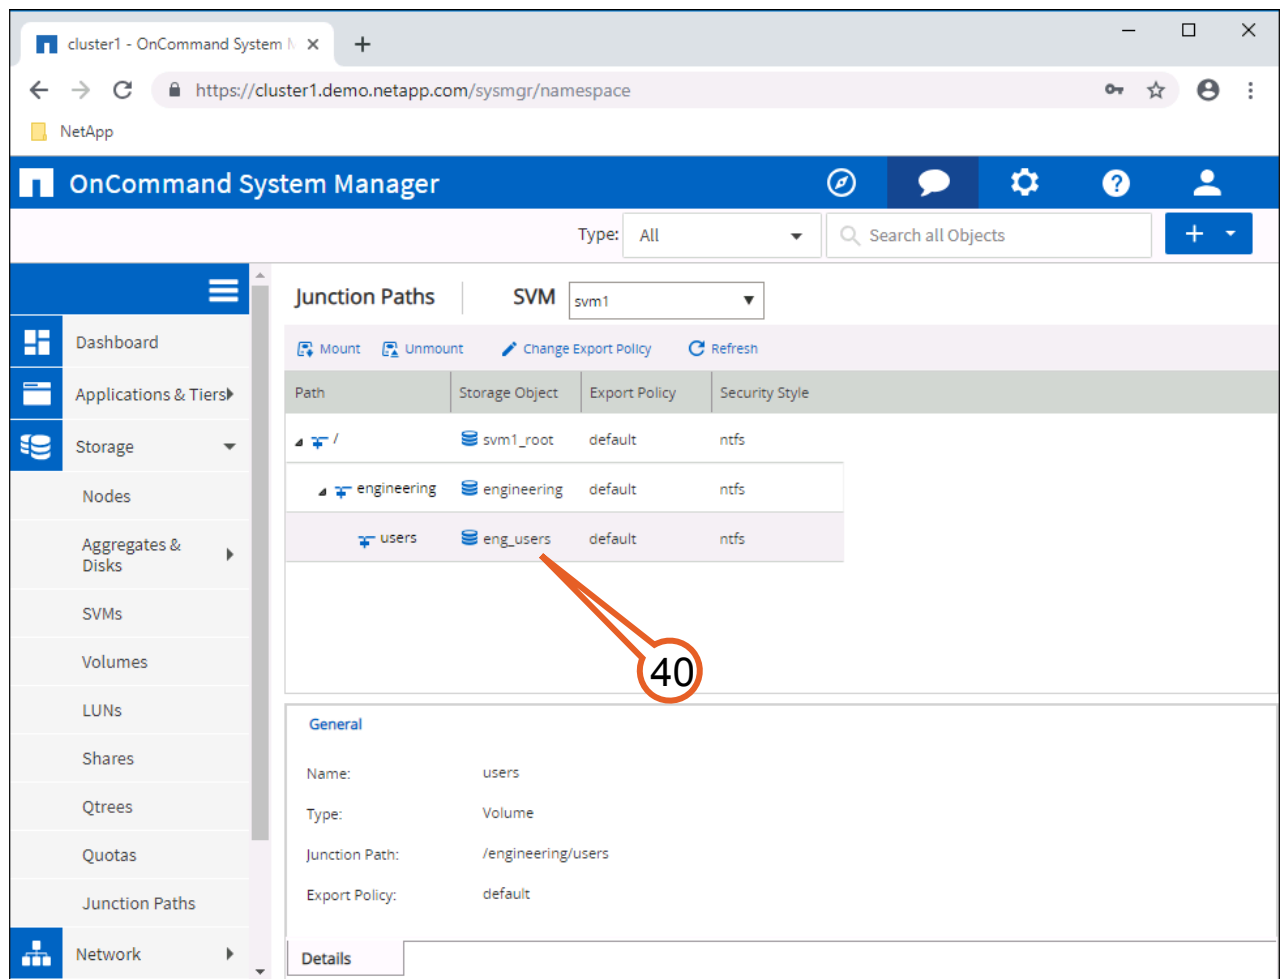 cluster1 - OnCommand System M
https://cluster1.demo.netapp.com/sysmgr/namespace
NetApp
OnCommand System Manager
Type: All Search all Objects
Junction Paths SVM svm1
Mount Unmount Change Export Policy Refresh
Path Storage Object Export Policy Security Style
/ svm1_root default ntfs
engineering engineering default ntfs
users eng_users default ntfs
40
Dashboard
Applications & Tiers
Storage
Nodes
Aggregates &
Disks
SVMs
Volumes
LUNs
Shares
Qtrees
Quotas
Junction Paths
Network
General
Name: users
Type: Volume
Junction Path: /engineering/users
Export Policy: default
Details